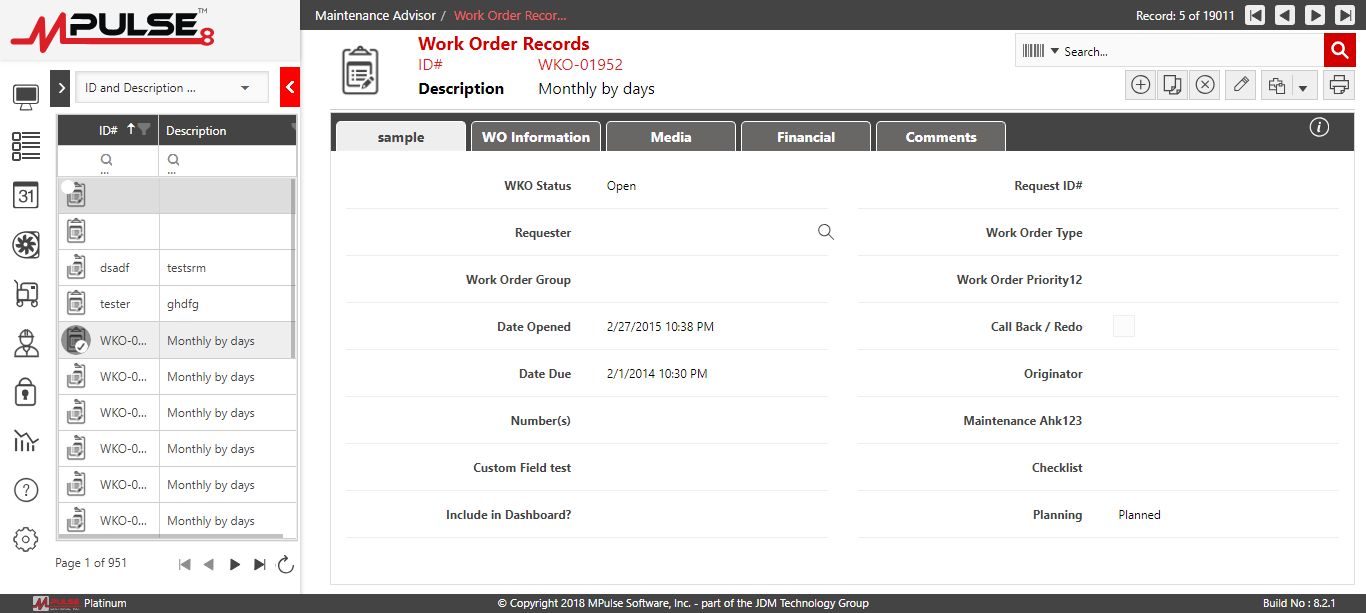 MPULSE 8 ™
Maintenance Advisor / Work Order Recor...
Record: 5 of 19011
Work Order Records
ID# WKO-01952
Description Monthly by days
Search...
ID and Description ...
ID# Description
...
...
dsadf testsrm
tester ghdfg
WKO-0... Monthly by days
WKO-0... Monthly by days
WKO-0... Monthly by days
WKO-0... Monthly by days
WKO-0... Monthly by days
WKO-0... Monthly by days
Page 1 of 951
31
?
sample WO Information Media Financial Comments
i
WKO Status Open
Request ID#
Requester
Work Order Type
Work Order Group
Work Order Priority12
Date Opened 2/27/2015 10:38 PM
Call Back / Redo
Date Due 2/1/2014 10:30 PM
Originator
Number(s)
Maintenance Ahk123
Custom Field test
Checklist
Include in Dashboard?
Planning Planned
MPULSE Platinum
© Copyright 2018 MPulse Software, Inc. - part of the JDM Technology Group
Build No : 8.2.1